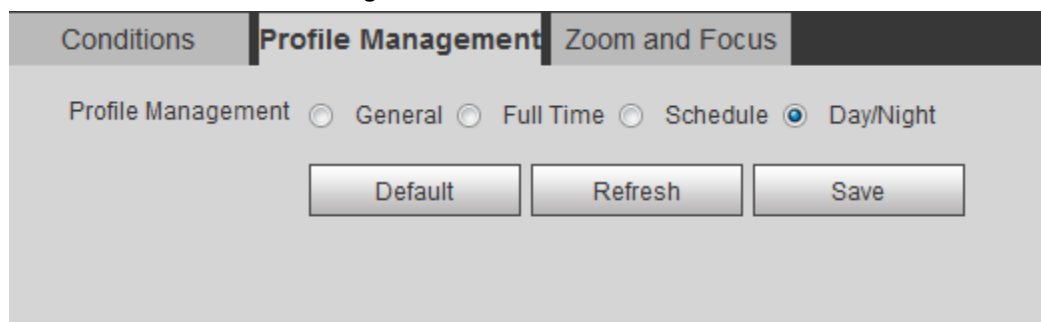 Conditions Profile Management Zoom and Focus
Profile Management General Full Time Schedule Day/Night
Default Refresh Save